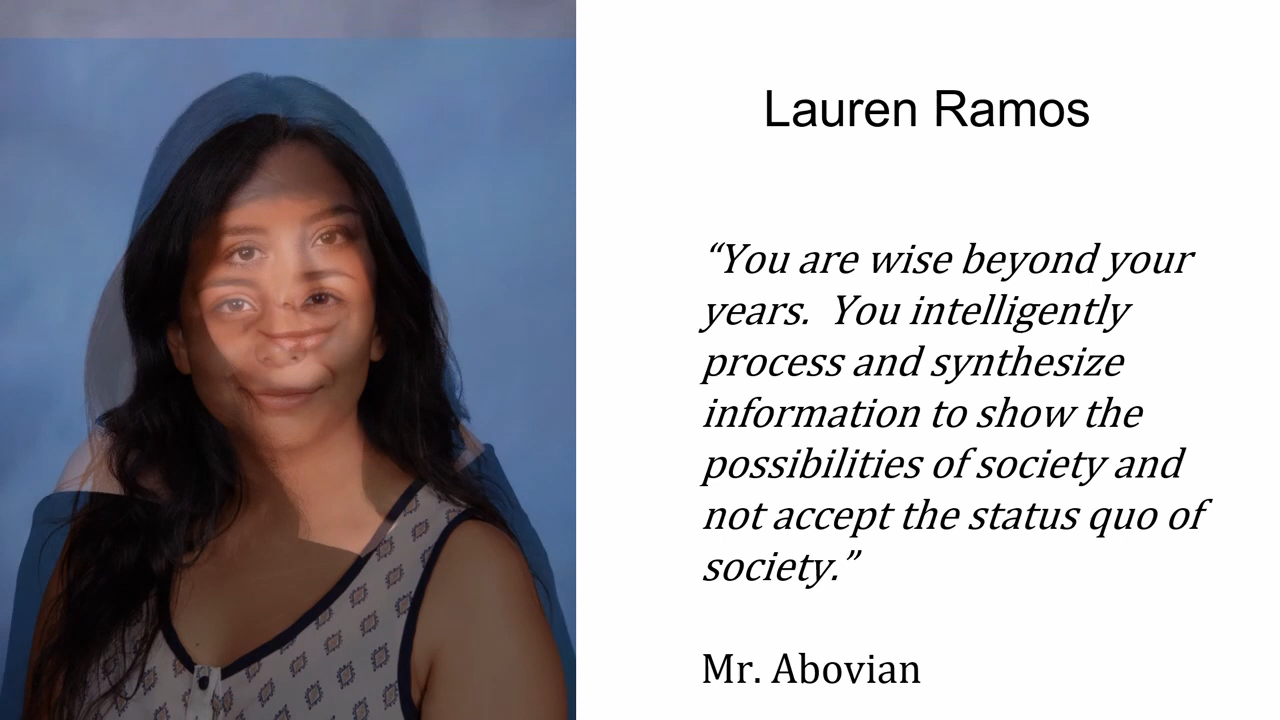 Lauren Ramos
“You are wise beyond your
years.  You intelligently
process and synthesize
information to show the
possibilities of society and
not accept the status quo of
society.”
Mr. Abovian